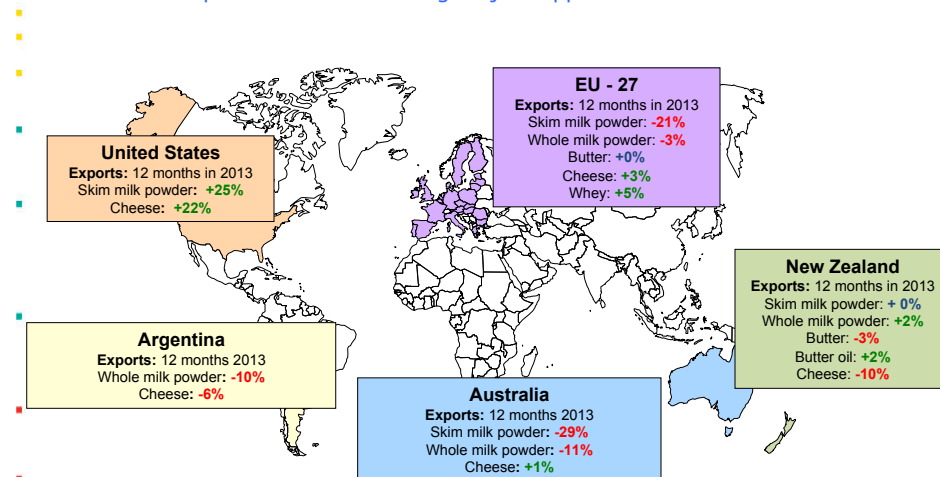 EU - 27
Exports: 12 months in 2013
Skim milk powder: -21%
Whole milk powder: -3%
Butter: +0%
Cheese: +3%
Whey: +5%
United States
Exports: 12 months in 2013
Skim milk powder: +25%
Cheese: +22%
New Zealand
Exports: 12 months in 2013
Skim milk powder: + 0%
Whole milk powder: +2%
Butter: -3%
Butter oil: +2%
Cheese: -10%
Argentina
Exports: 12 months 2013
Whole milk powder: -10%
Cheese: -6%
Australia
Exports: 12 months 2013
Skim milk powder: -29%
Whole milk powder: -11%
Cheese: +1%